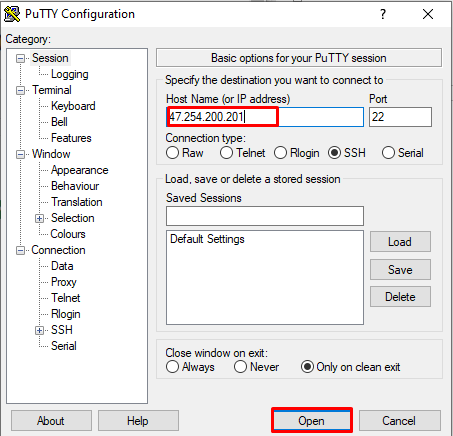 PuTTY Configuration
Category:
Session
Logging
Terminal
Keyboard
Bell
Features
Window
Appearance
Behaviour
Translation
Selection
Colours
Connection
Data
Proxy
Telnet
Rlogin
SSH
Serial
Basic options for your PuTTY session
Specify the destination you want to connect to
Host Name (or IP address) Port
47.254.200.201 22
Connection type:
Raw Telnet Rlogin SSH Serial
Load, save or delete a stored session
Saved Sessions
Default Settings
Load
Save
Delete
Close window on exit:
Always Never Only on clean exit
About Help Open Cancel